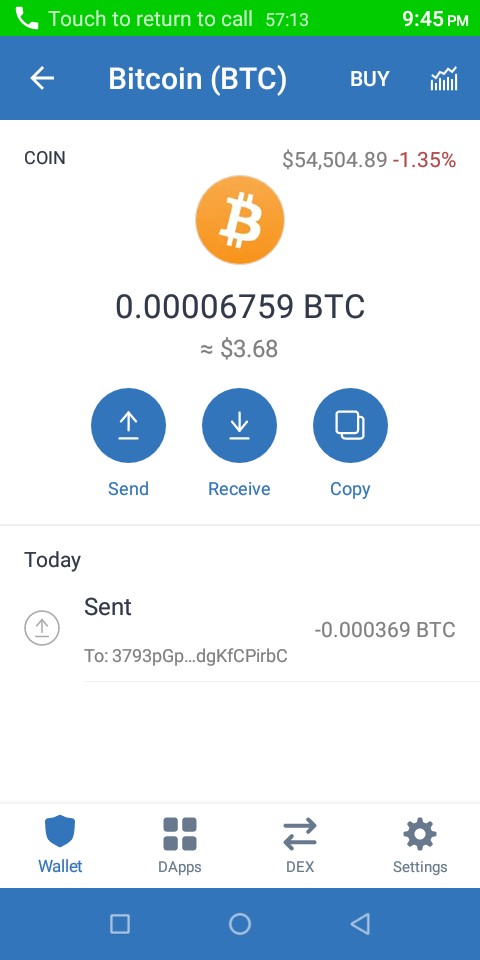 Touch to return to call 57:13 9:45 PM
Bitcoin (BTC) BUY
COIN $54,504.89 -1.35%
0.00006759 BTC
≈ $3.68
Send Receive Copy
Today
Sent
-0.000369 BTC
To: 3793pGp...dgKfCPirbC
Wallet DApps DEX Settings